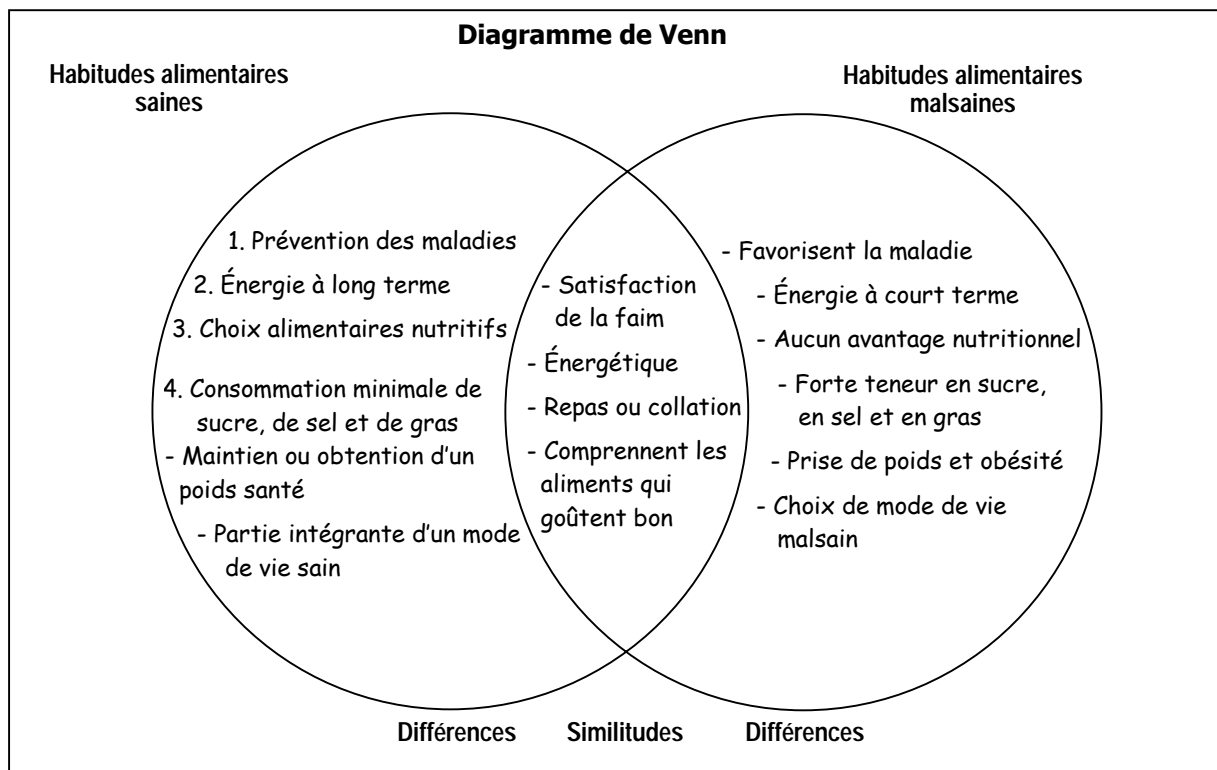 Diagramme de Venn
Habitudes alimentaires
saines
Habitudes alimentaires
malsaines
1. Prévention des maladies
2. Énergie à long terme
3. Choix alimentaires nutritifs
4. Consommation minimale de
sucre, de sel et de gras
- Maintien ou obtention d'un
poids santé
- Partie intégrante d'un mode
de vie sain
- Satisfaction
de la faim
- Énergétique
- Repas ou collation
- Comprennent les
aliments qui
goûtent bon
- Favorisent la maladie
- Énergie à court terme
- Aucun avantage nutritionnel
- Forte teneur en sucre,
en sel et en gras
- Prise de poids et obésité
- Choix de mode de vie
malsain
Différences
Similitudes
Différences